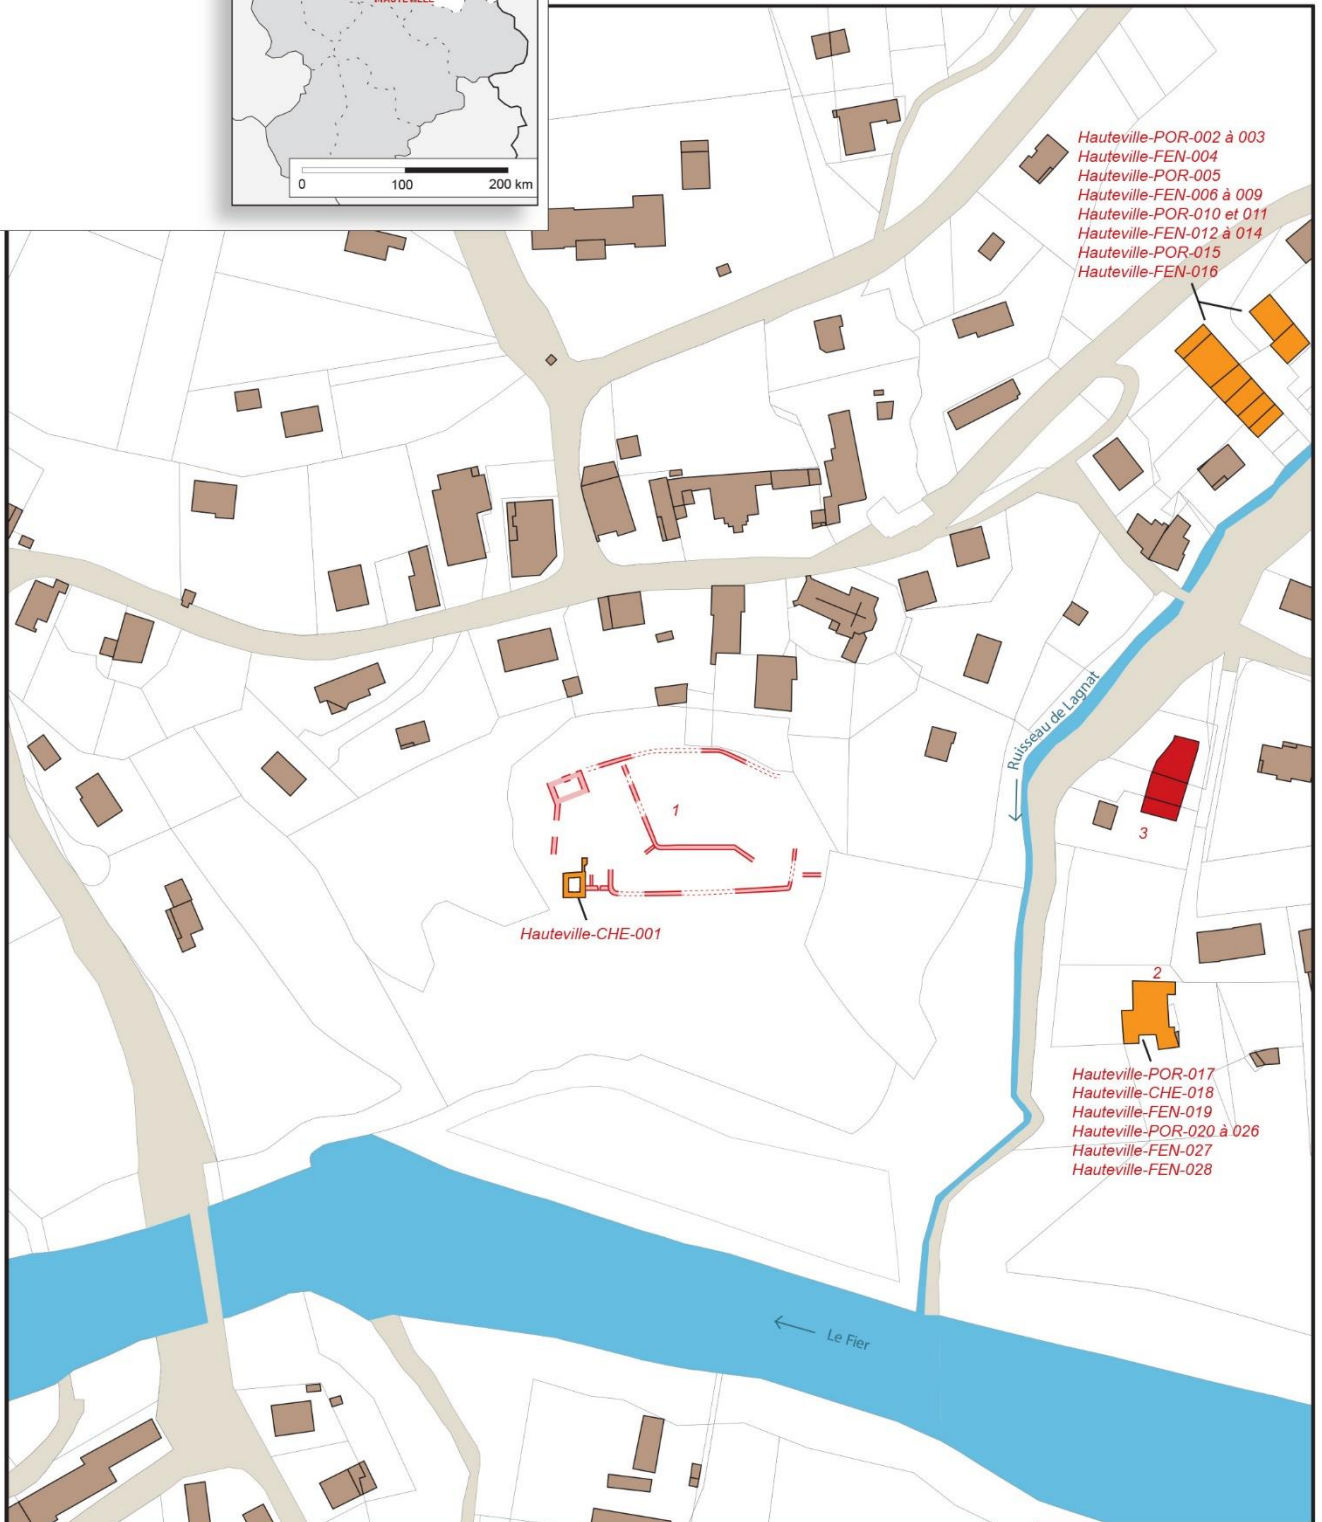 HAUTEVILLE
0 100 200 km
Hauteville-POR-002 à 003
Hauteville-FEN-004
Hauteville-POR-005
Hauteville-FEN-006 à 009
Hauteville-POR-010 et 011
Hauteville-FEN-012 à 014
Hauteville-POR-015
Hauteville-FEN-016
Ruisseau de Lagnat
1
3
Hauteville-CHE-001
2
Hauteville-POR-017
Hauteville-CHE-018
Hauteville-FEN-019
Hauteville-POR-020 à 026
Hauteville-FEN-027
Hauteville-FEN-028
Le Fier